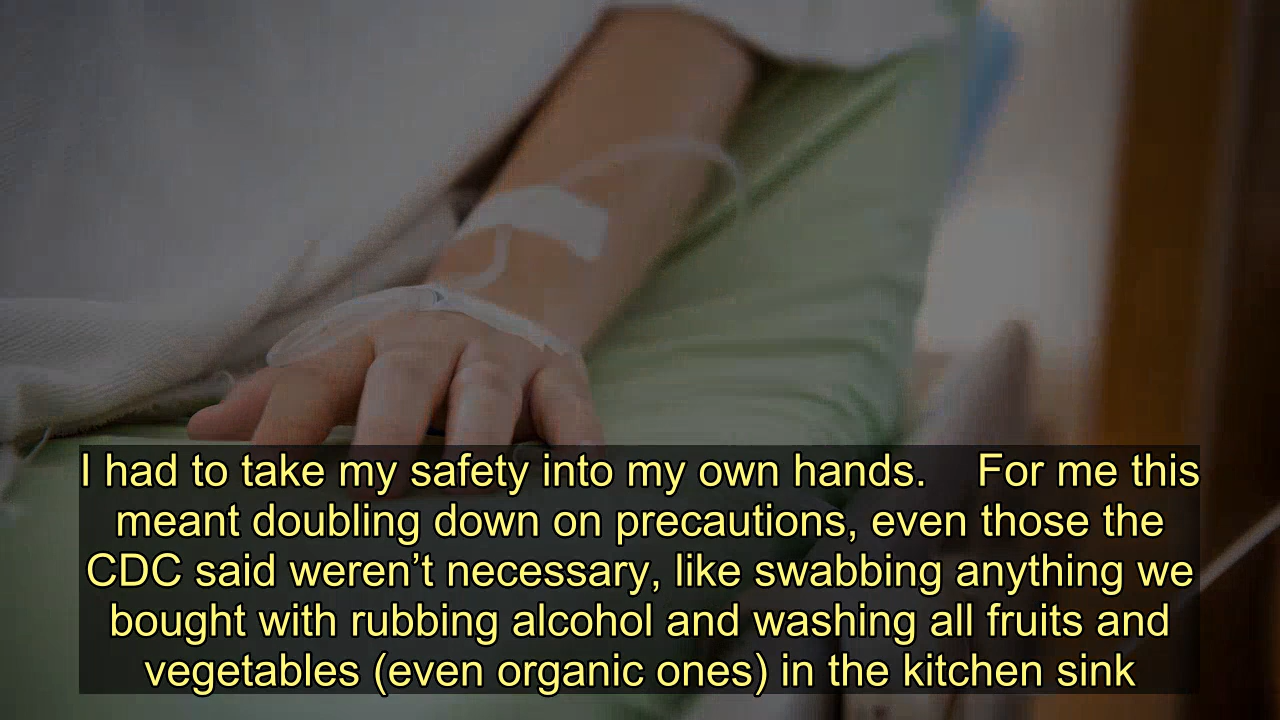 I had to take my safety into my own hands.    For me this
meant doubling down on precautions, even those the
CDC said weren’t necessary, like swabbing anything we
bought with rubbing alcohol and washing all fruits and
vegetables (even organic ones) in the kitchen sink